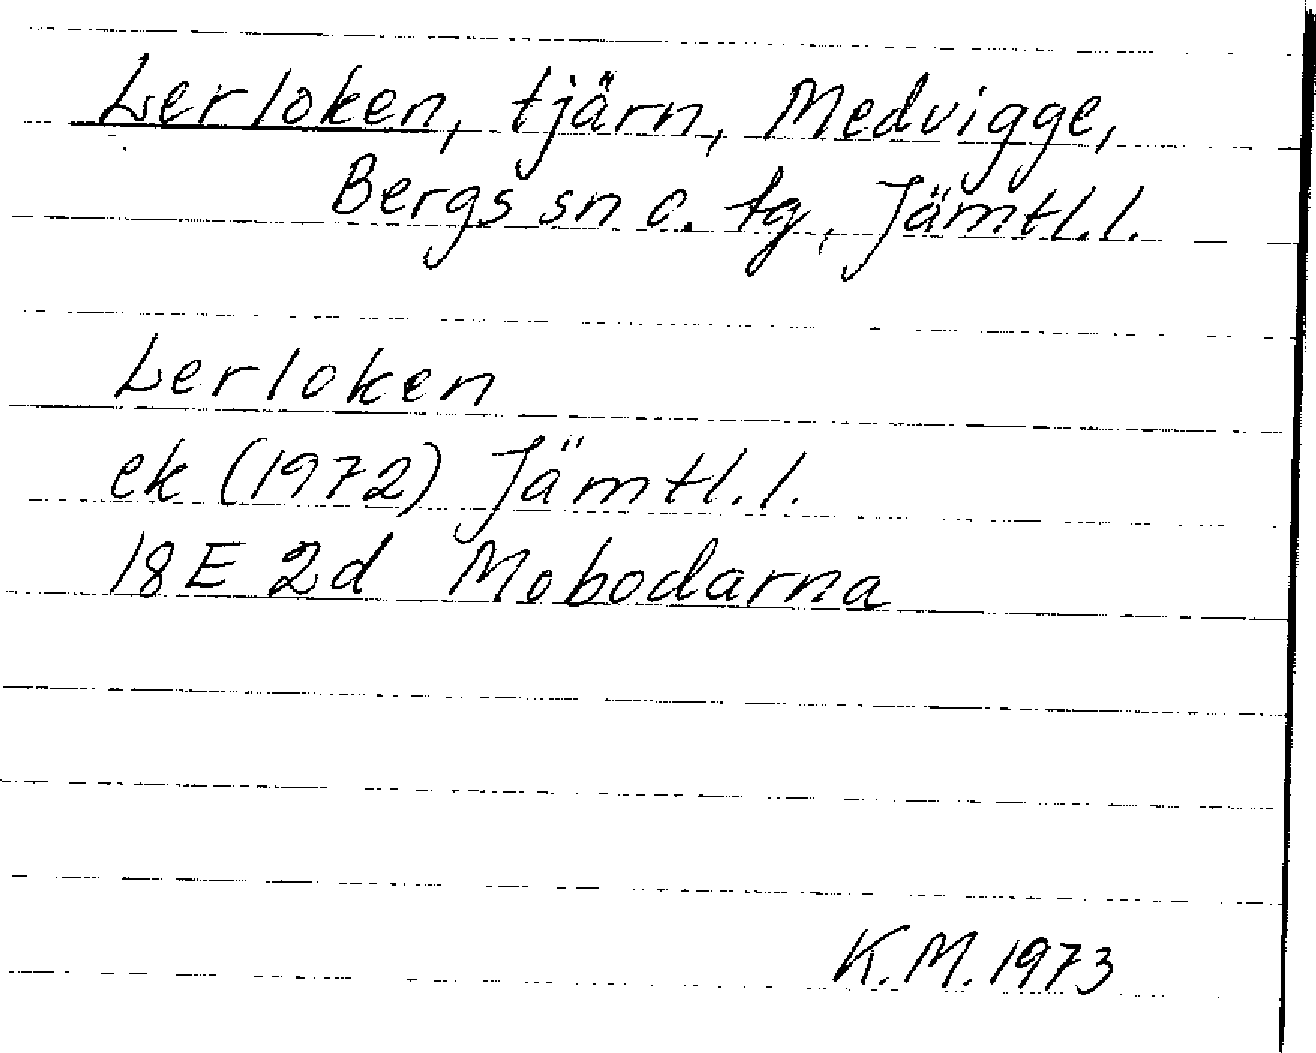 Lerloken, tjärn, Medvigge,
Bergs sn o. tg, Jämtl.l.
Lerloken
ek (1972) Jämtl.l.
18E 2d Mobodarna
K.M. 1973